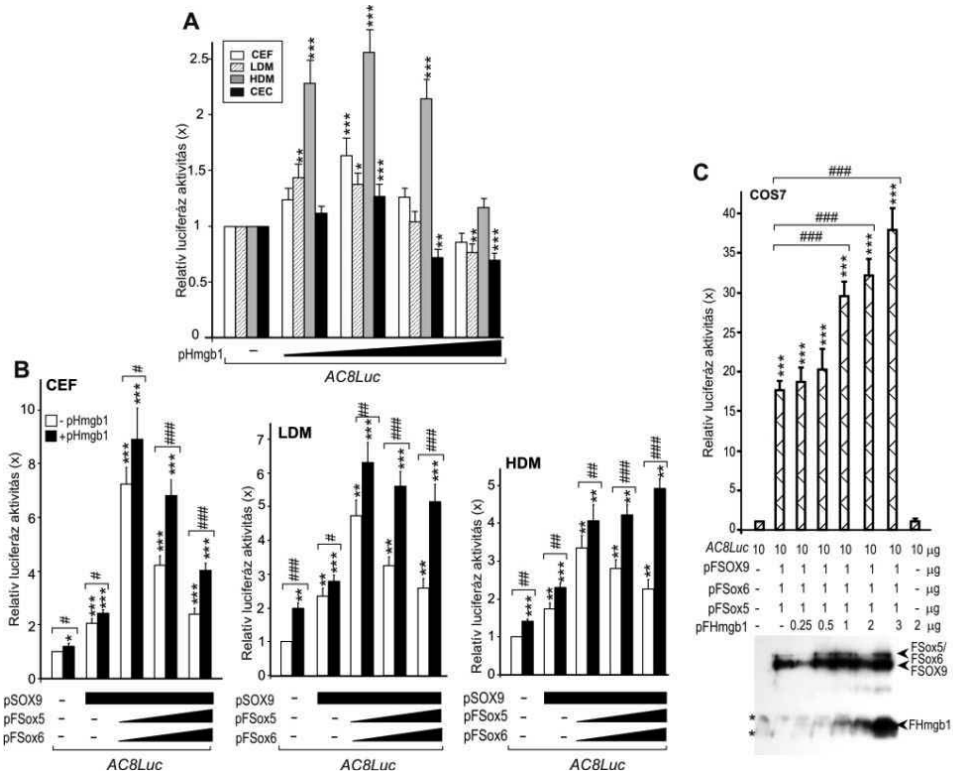 A
Relatív luciferáz aktivitás (x)
2.5
2
1.5
1
0.5
0
CEF
LDM
HDM
CEC
** *** *** * *** *** ** ** ***
pHmgb1 –
AC8Luc
B
CEF
Relatív luciferáz aktivitás (x)
10
8
6
4
2
0
- pHmgb1
+pHmgb1
# # # ### ###
* *** *** *** *** *** *** *** ***
pSOX9 –
pFSox5 – –
pFSox6 – –
AC8Luc
LDM
Relatív luciferáz aktivitás (x)
7
6
5
4
3
2
1
0
### # ## ### ###
** ** *** ** *** ** *** ** ***
pSOX9 –
pFSox5 – –
pFSox6 – –
AC8Luc
HDM
Relatív luciferáz aktivitás (x)
5
4
3
2
1
0
## ## ## ### ###
*** ** *** ** ** ** ** ** **
pSOX9 –
pFSox5 – –
pFSox6 – –
AC8Luc
C
COS7
Relatív luciferáz aktivitás (x)
40
35
30
25
20
15
10
5
0
###
###
###
*** *** *** *** *** ***
AC8Luc 10 10 10 10 10 10 10 10 µg
pFSOX9 - 1 1 1 1 1 1 - µg
pFSox6 - 1 1 1 1 1 1 - µg
pFSox5 - 1 1 1 1 1 1 - µg
pFHmgb1 - - 0.25 0.5 1 2 3 2 µg
FSox5/
FSox6
FSOX9
FHmgb1
*
*